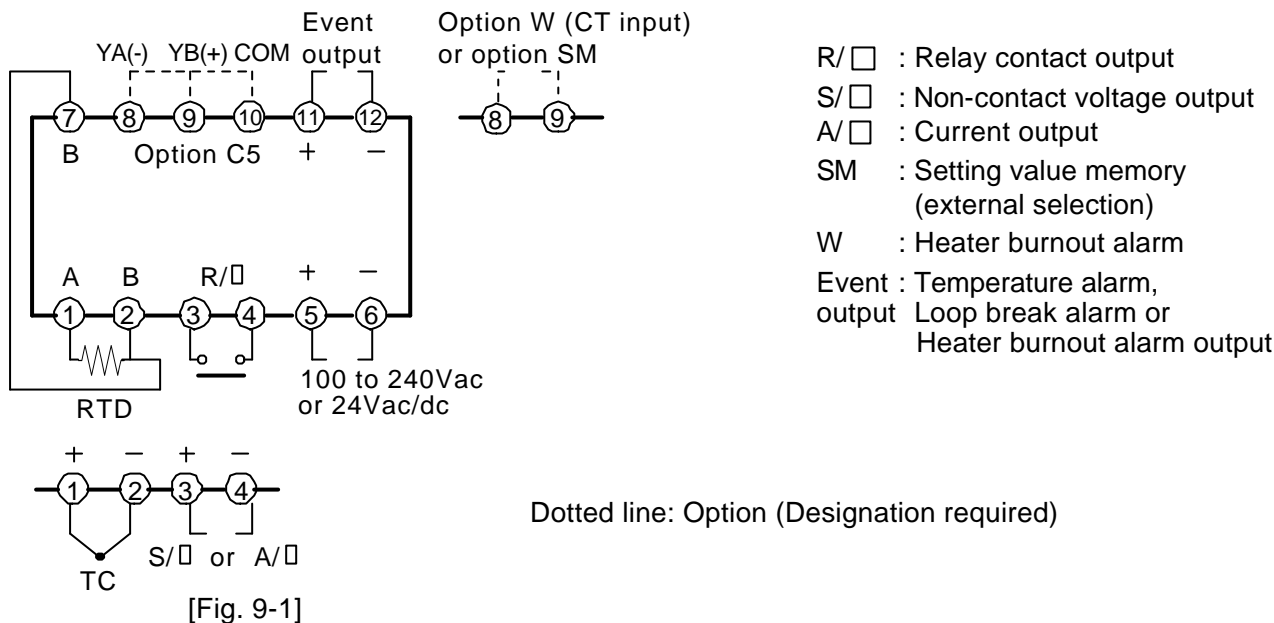 Event output
YA(-) YB(+) COM
7 8 9 10 11 12
B Option C5 + −
A B R/□ + −
1 2 3 4 5 6
RTD
100 to 240Vac
or 24Vac/dc
+ − + −
1 2 3 4
TC
S/□ or A/□
[Fig. 9-1]
Option W (CT input)
or option SM
8 9
R/□ : Relay contact output
S/□ : Non-contact voltage output
A/□ : Current output
SM : Setting value memory
(external selection)
W : Heater burnout alarm
Event : Temperature alarm,
output Loop break alarm or
Heater burnout alarm output
Dotted line: Option (Designation required)